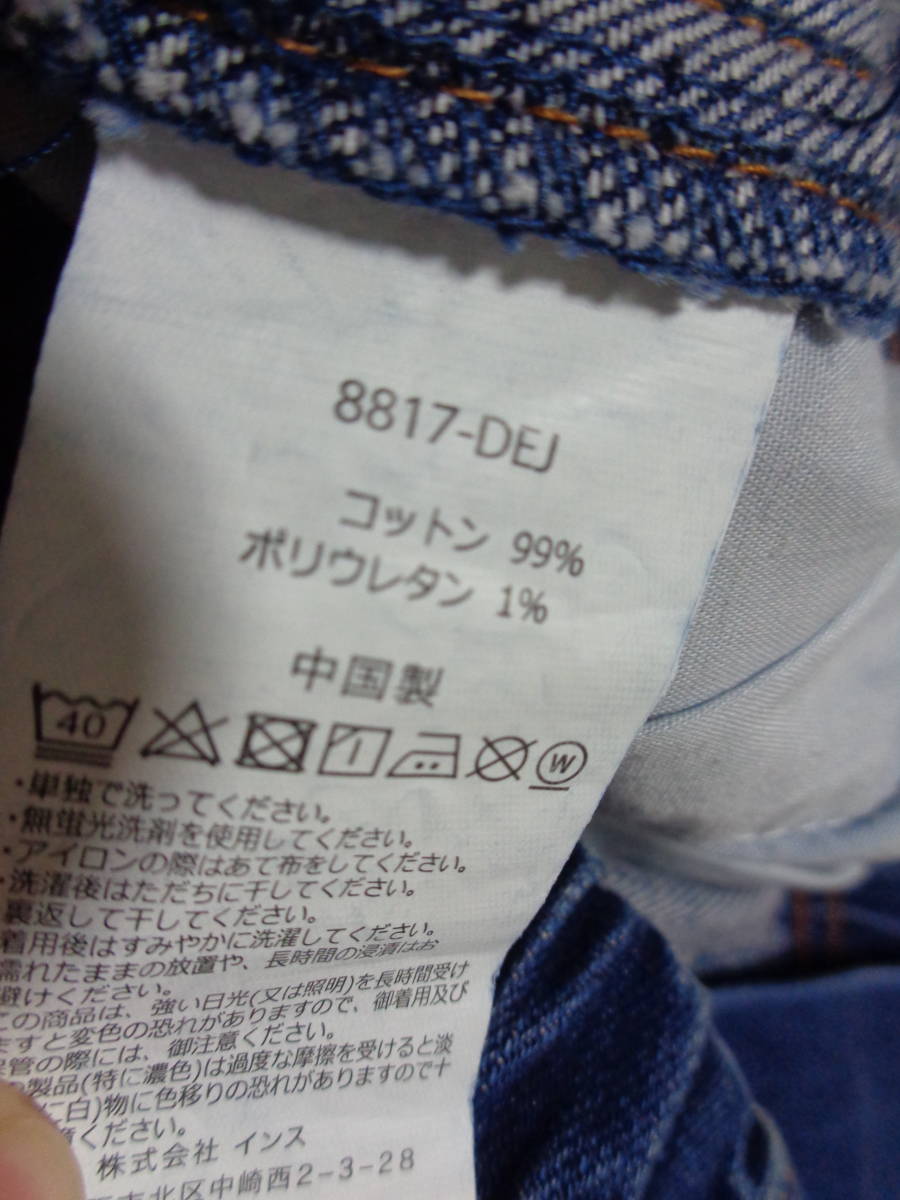 8817-DEJ
コットン 99%
ポリウレタン 1%
中国製
40 W
・単独で洗ってください。
・無蛍光洗剤を使用してください。
・アイロンの際はあて布をしてください。
・洗濯後はただちに干してください。
裏返して干してください。
着用後はすみやかに洗濯してください。
濡れたままの放置や、長時間の浸漬はお
避けください。
この商品は、強い日光(又は照明)を長時間受け
ますと変色の恐れがありますので、御着用及び
保管の際には、御注意ください。
製品(特に濃色)は過度な摩擦を受けると淡
に白)物に色移りの恐れがありますので十
ください。
株式会社 インス
市北区中崎西2-3-28